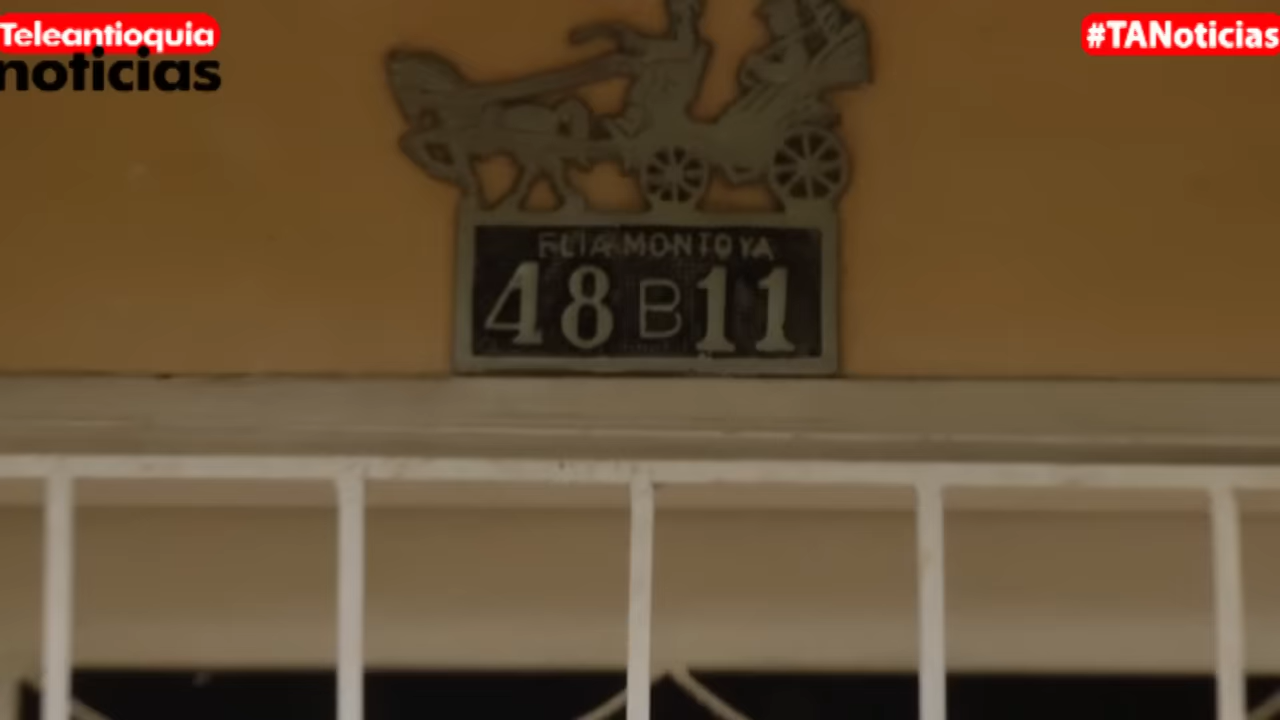 Teleantioquia
noticias
#TANoticias
FLIA MONTOYA
48 B 11